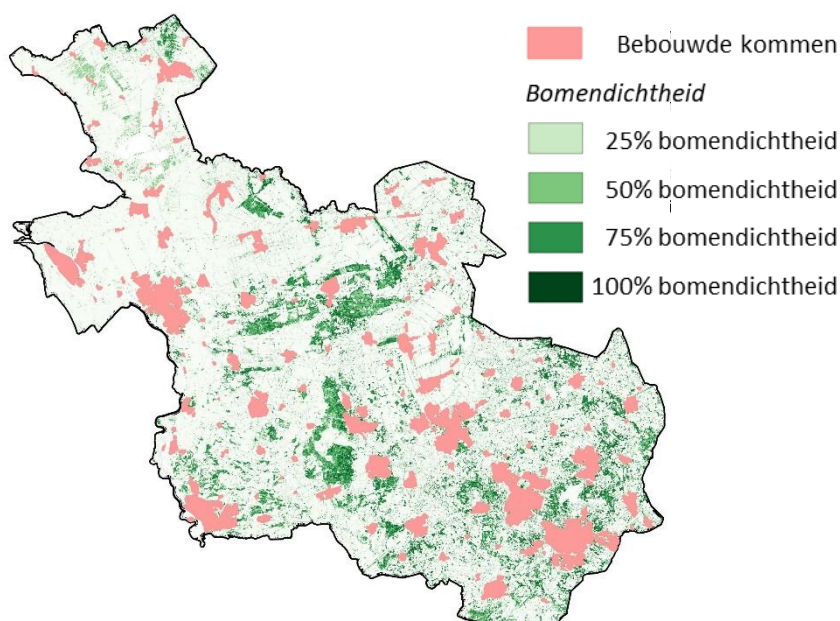 Bebouwde kommen
Bomendichtheid
25% bomendichtheid
50% bomendichtheid
75% bomendichtheid
100% bomendichtheid